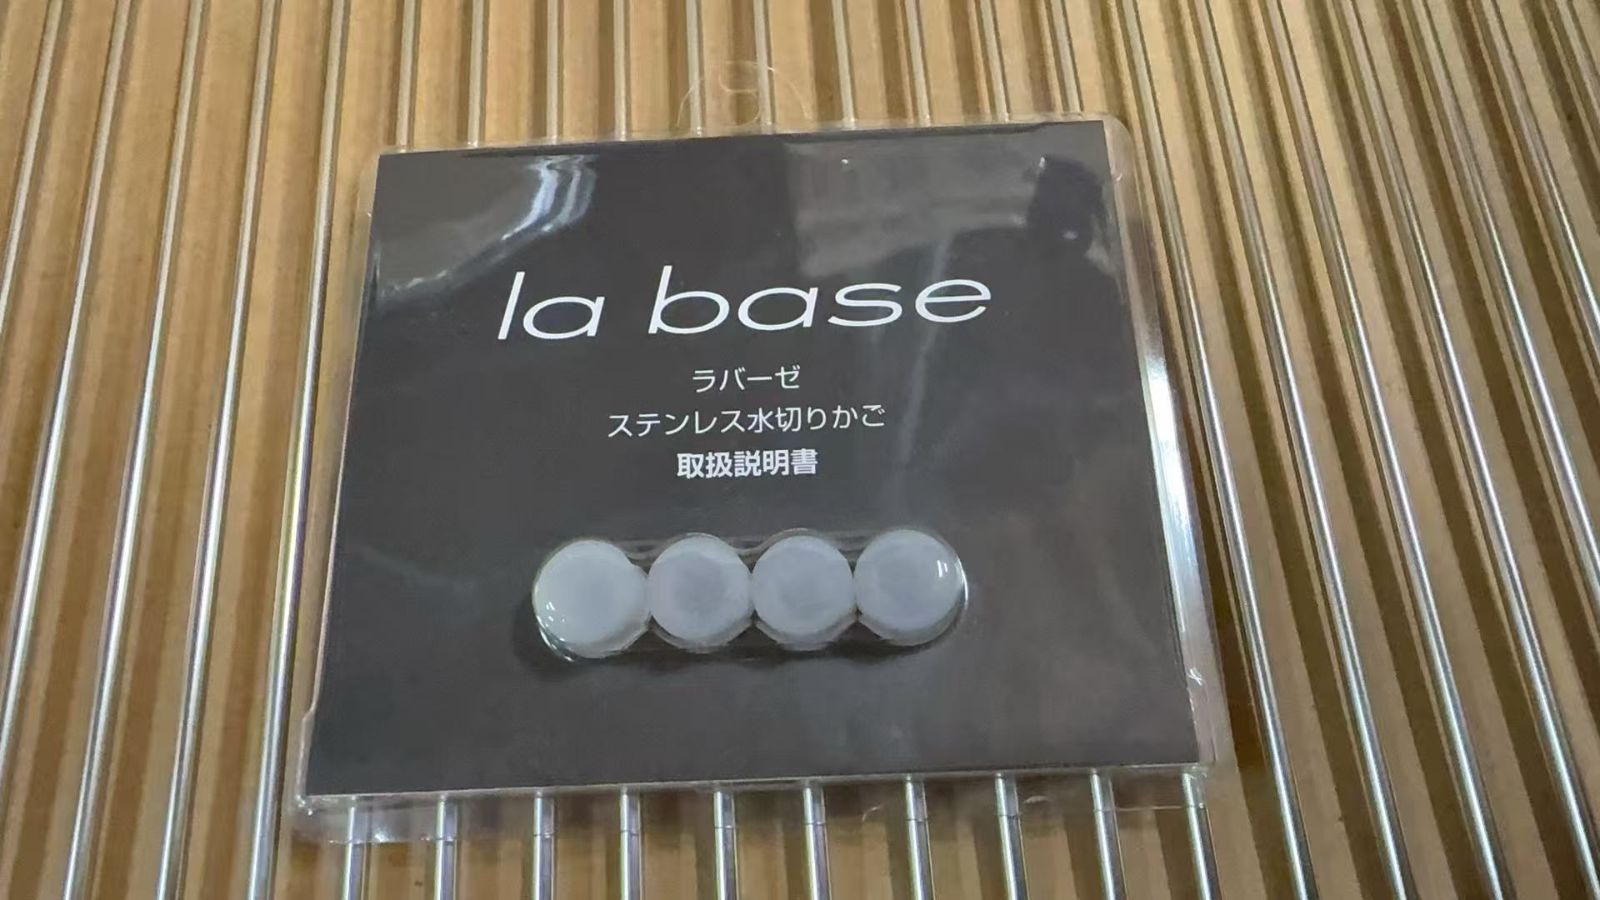 la base
ラバーゼ
ステンレス水切りかご
取扱説明書